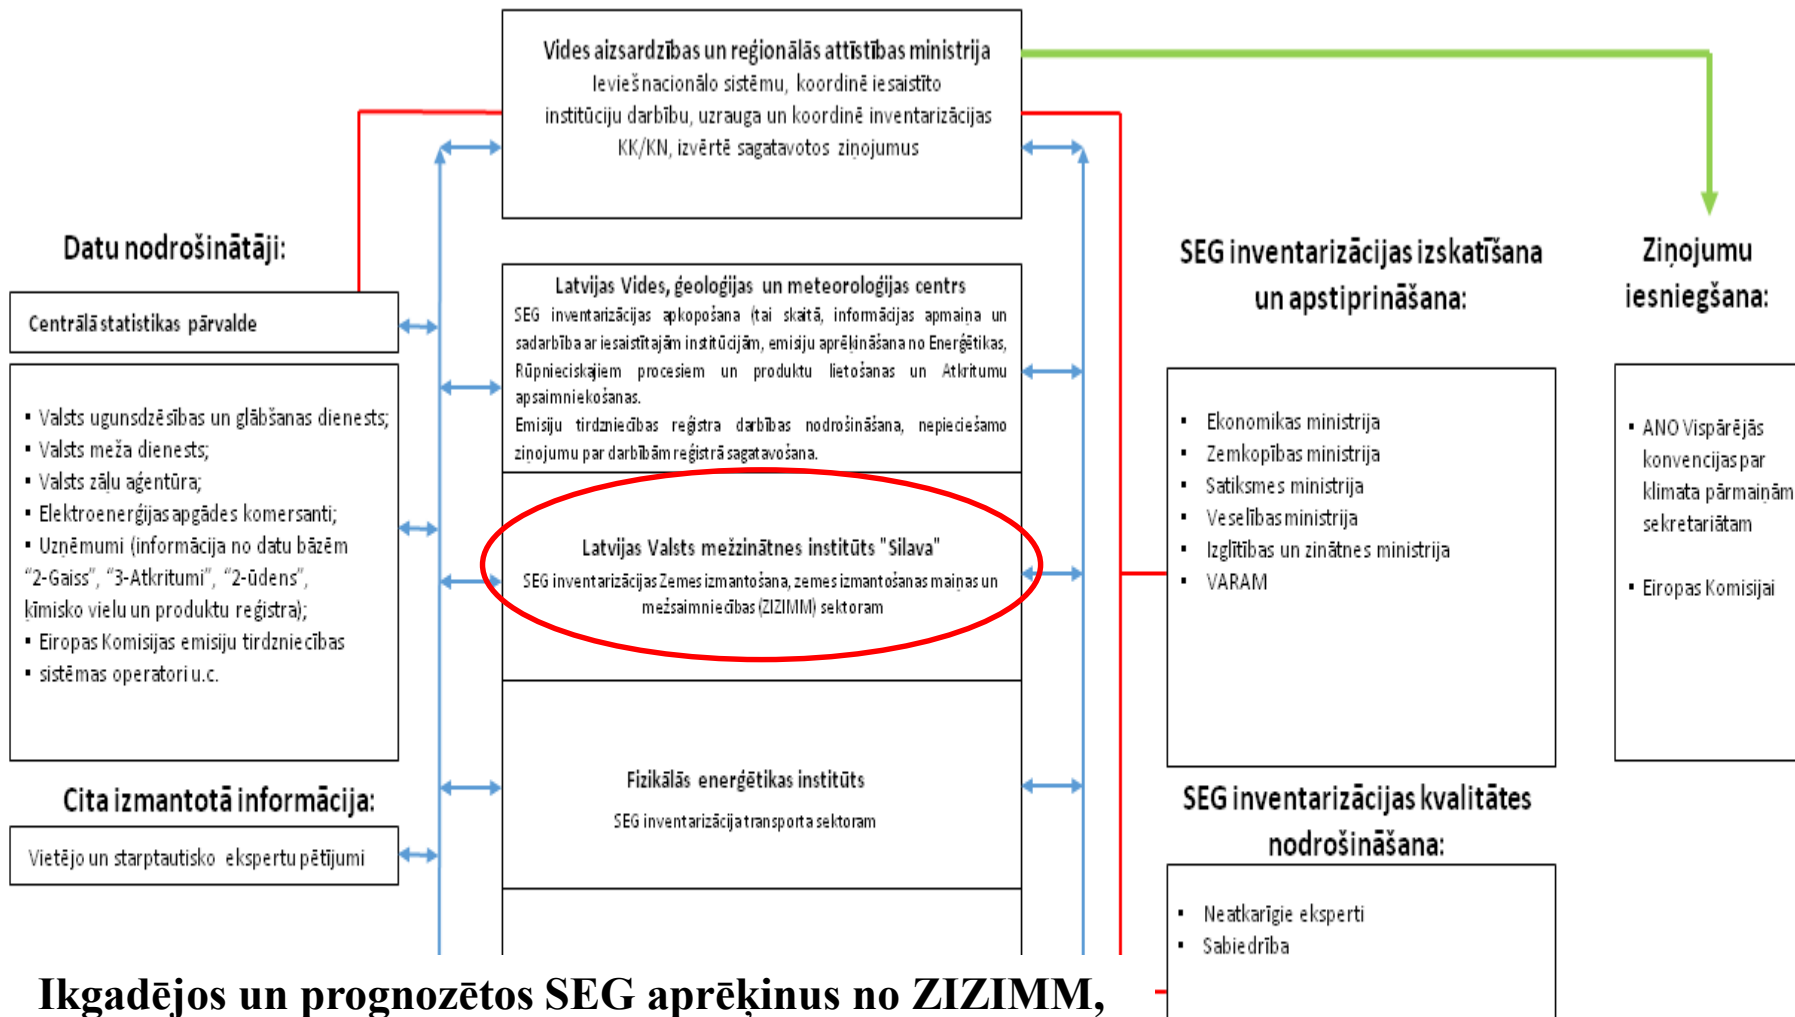 Vides aizsardzības un reģionālās attīstības ministrija
Ievieš nacionālo sistēmu, koordinē iesaistīto
institūciju darbību, uzrauga un koordinē inventarizācijas
KK/KN, izvērtē sagatavotos ziņojumus
Datu nodrošinātāji:
Centrālā statistikas pārvalde
▪ Valsts ugunsdzēsības un glābšanas dienests;
▪ Valsts meža dienests;
▪ Valsts zāļu aģentūra;
▪ Elektroenerģijas apgādes komersanti;
▪ Uzņēmumi (informācija no datu bāzēm
“2-Gaiss”, “3-Atkritumi”, “2-ūdens”,
ķīmisko vielu un produktu reģistra);
▪ Eiropas Komisijas emisiju tirdzniecības
▪ sistēmas operatori u.c.
Cita izmantotā informācija:
Vietējo un starptautisko ekspertu pētījumi
Latvijas Vides, ģeoloģijas un meteoroloģijas centrs
SEG inventarizācijas apkopošana (tai skaitā, informācijas apmaiņa un
sadarbība ar iesaistītajām institūcijām, emisiju aprēķināšana no Enerģētikas,
Rūpnieciskajiem procesiem un produktu lietošanas un Atkritumu
apsaimniekošanas.
Emisiju tirdzniecības reģistra darbības nodrošināšana, nepieciešamo
ziņojumu par darbībām reģistrā sagatavošana.
Latvijas Valsts mežzinātnes institūts "Silava"
SEG inventarizācijas Zemes izmantošana, zemes izmantošanas maiņas un
mežsaimniecības (ZIZIMM) sektoram
Fizikālās enerģētikas institūts
SEG inventarizācija transporta sektoram
SEG inventarizācijas izskatīšana
un apstiprināšana:
▪ Ekonomikas ministrija
▪ Zemkopības ministrija
▪ Satiksmes ministrija
▪ Veselības ministrija
▪ Izglītības un zinātnes ministrija
▪ VARAM
SEG inventarizācijas kvalitātes
nodrošināšana:
▪ Neatkarīgie eksperti
▪ Sabiedrība
Ziņojumu
iesniegšana:
▪ ANO Vispārējās
konvencijas par
klimata pārmaiņām
sekretariātam
▪ Eiropas Komisijai
Ikgadējos un prognozētos SEG aprēķinus no ZIZIMM,